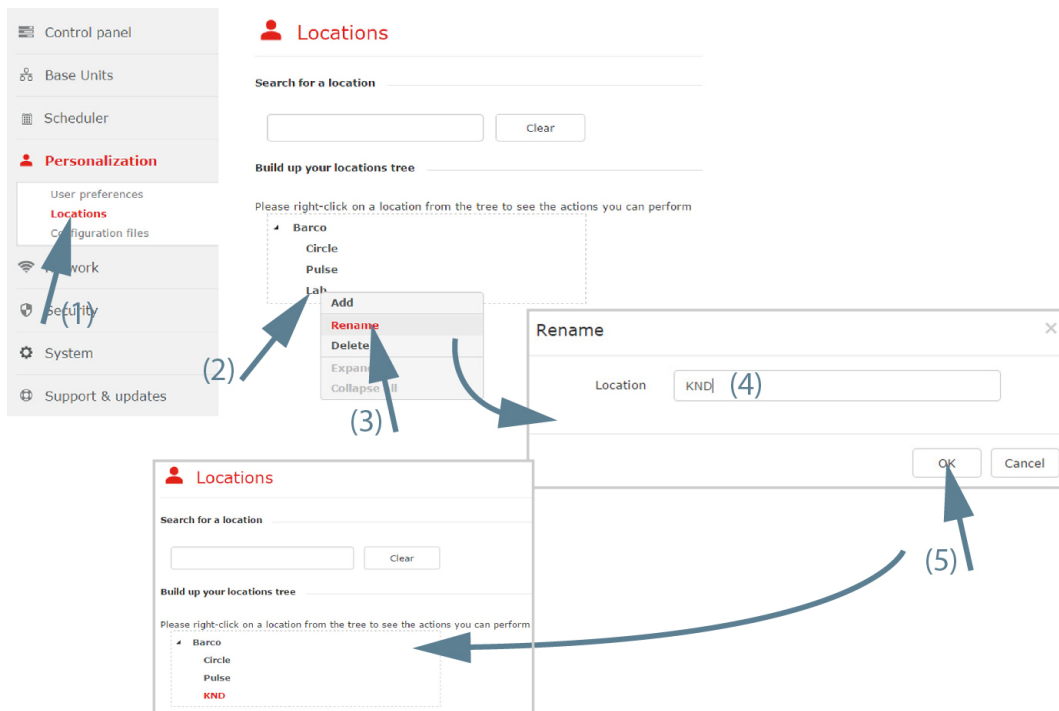 Control panel
Base Units
Scheduler
Personalization
User preferences
Locations
Configuration files
Network
(1)
Security
System
Support & updates
Locations
Search for a location
Clear
Build up your locations tree
Please right-click on a location from the tree to see the actions you can perform
Barco
Circle
Pulse
Lab
(2)
Add
Rename
Delete
Expand
Collapse all
(3)
Rename
Location
KND
(4)
OK
Cancel
(5)
Locations
Search for a location
Clear
Build up your locations tree
Please right-click on a location from the tree to see the actions you can perform
Barco
Circle
Pulse
KND